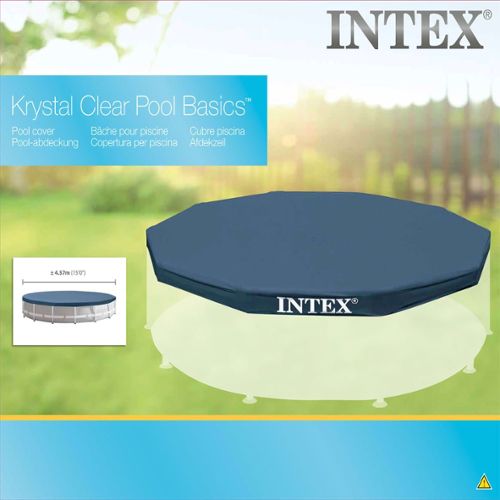 INTEX®
Krystal Clear Pool Basics™
Pool cover Bâche pour piscine Cubre piscina
Pool-abdeckung Copertura per piscina Afdekzeil
± 4.57m (15'0")
INTEX®